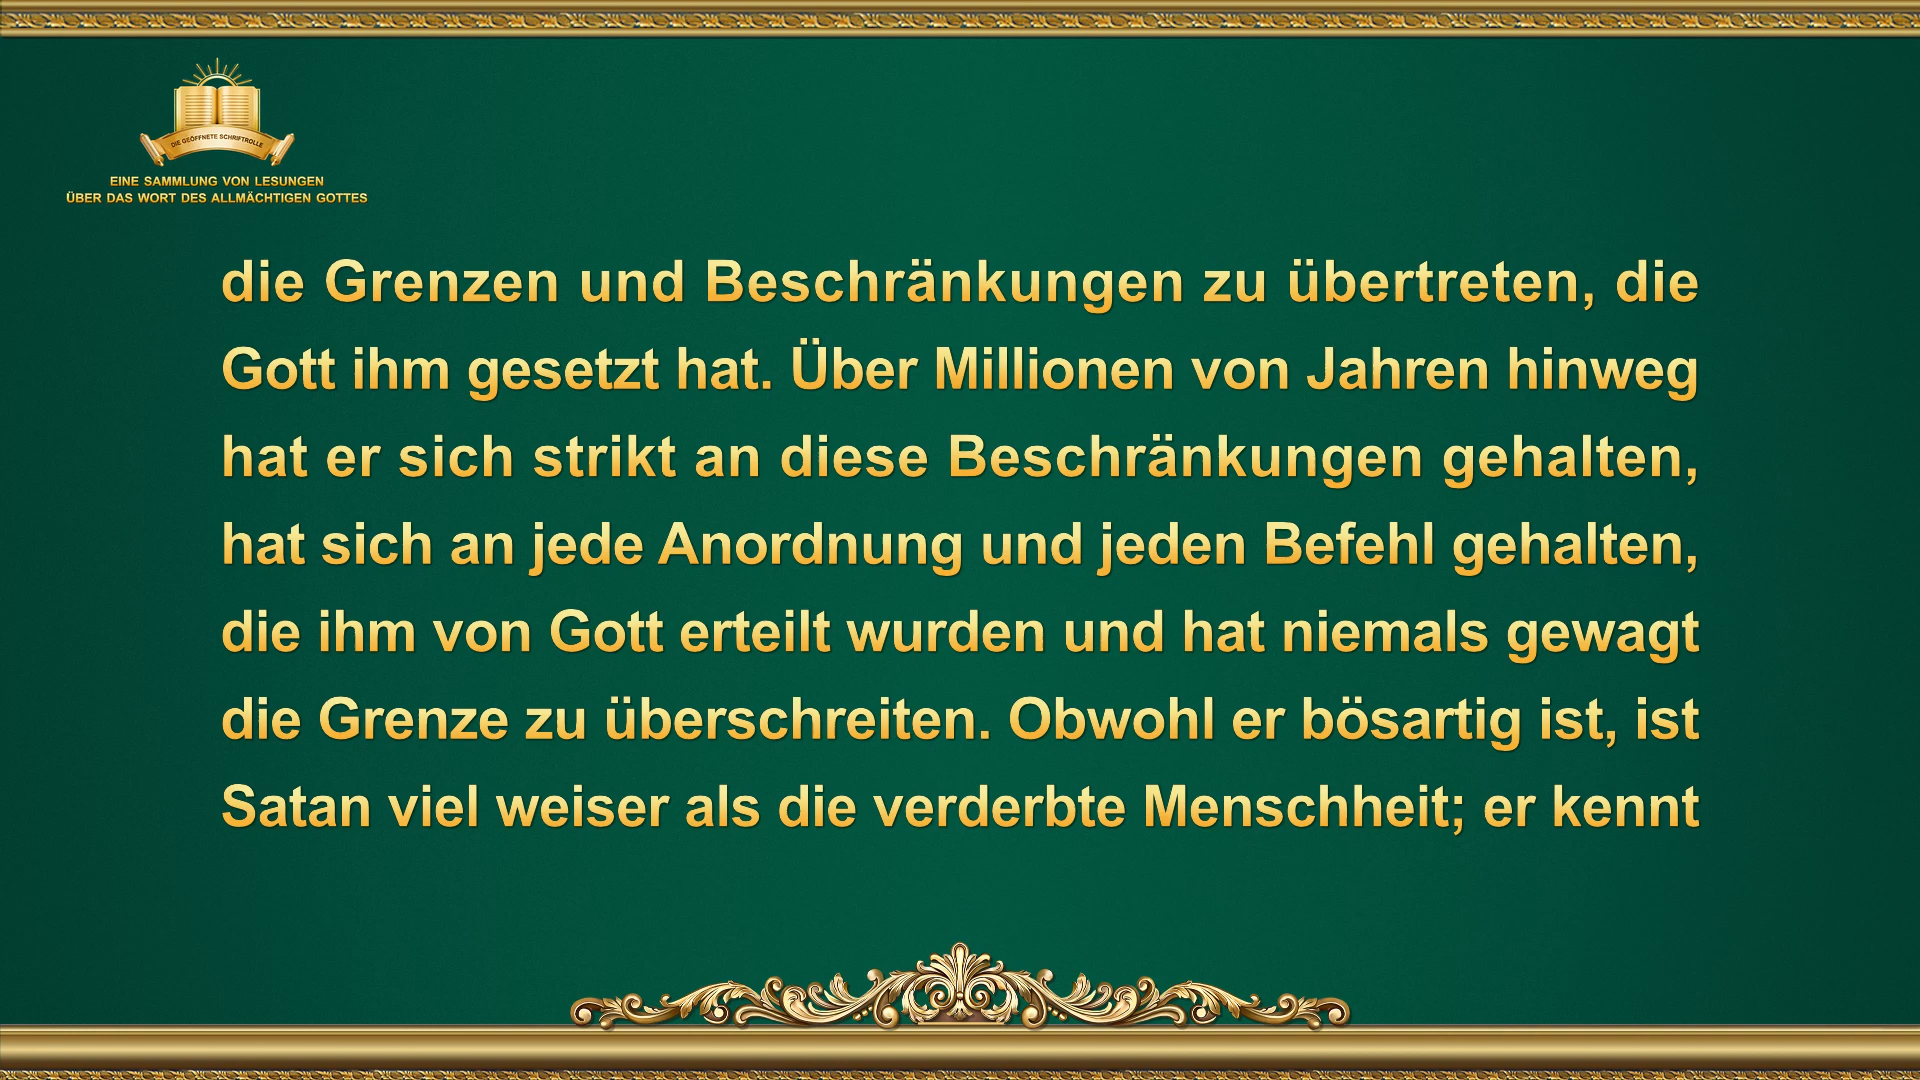 DIE GEÖFFNETE SCHRIFTROLLE
EINE SAMMLUNG VON LESUNGEN
ÜBER DAS WORT DES ALLMÄCHTIGEN GOTTES
die Grenzen und Beschränkungen zu übertreten, die
Gott ihm gesetzt hat. Über Millionen von Jahren hinweg
hat er sich strikt an diese Beschränkungen gehalten,
hat sich an jede Anordnung und jeden Befehl gehalten,
die ihm von Gott erteilt wurden und hat niemals gewagt
die Grenze zu überschreiten. Obwohl er bösartig ist, ist
Satan viel weiser als die verderbte Menschheit; er kennt